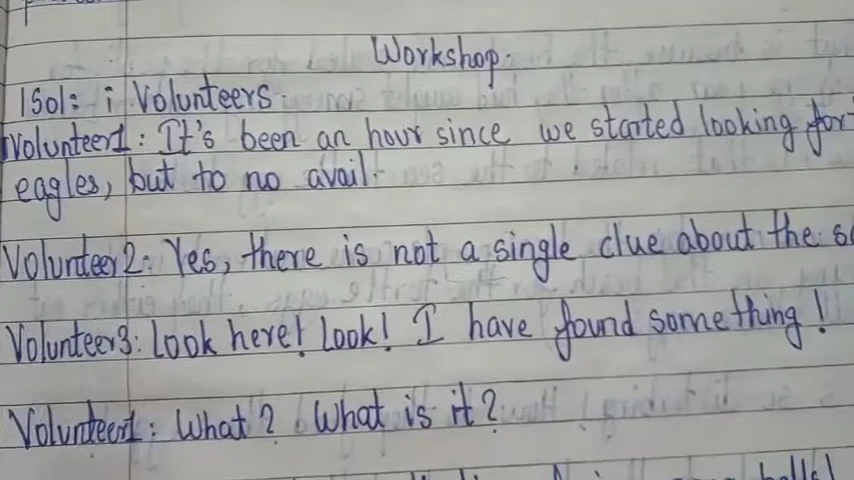 Workshop.
1Sol: i Volunteers.
Volunteer1: It's been an hour since we started looking for
eagles, but to no avail.
Volunteer2: Yes, there is not a single clue about the
Volunteer3: Look here! Look! I have found something!
Volunteer1: What? What is it?